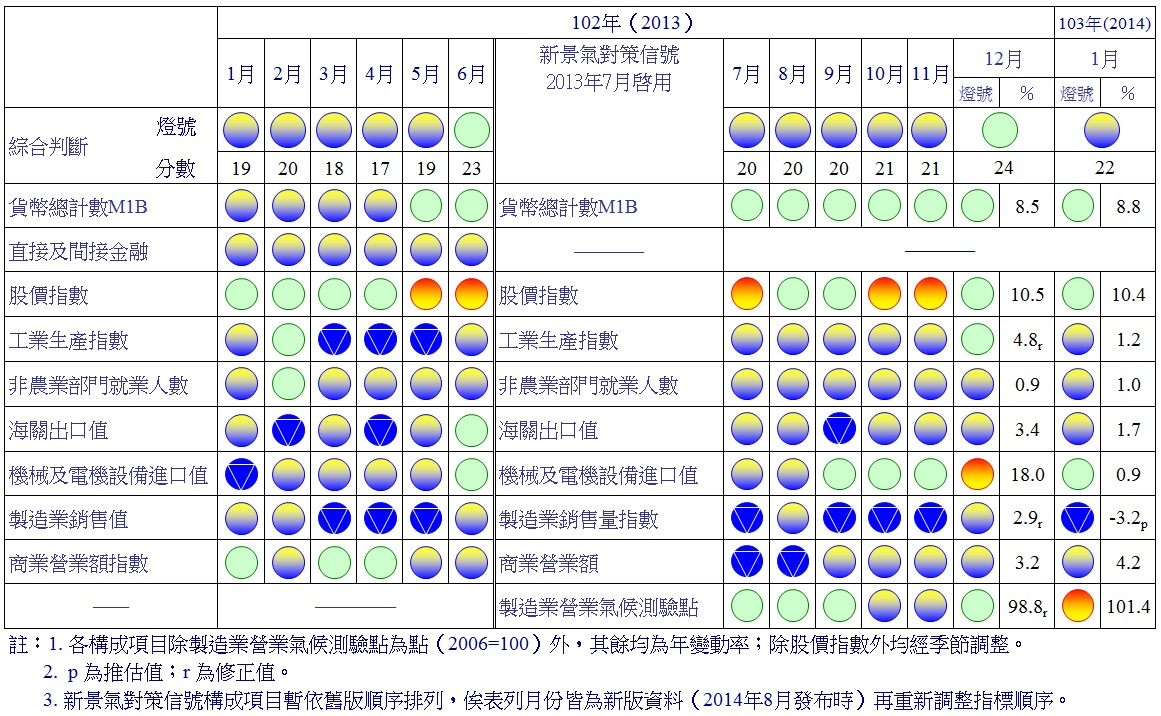 102年（2013） 103年(2014)
1月 2月 3月 4月 5月 6月 新景氣對策信號 2013年7月啓用 7月 8月 9月 10月 11月 12月 1月
燈號 % 燈號 %
綜合判斷 燈號
分數 19 20 18 17 19 23 20 20 20 21 21 24 22
貨幣總計數M1B 貨幣總計數M1B 8.5 8.8
直接及間接金融
股價指數 股價指數 10.5 10.4
工業生產指數 工業生產指數 4.8r 1.2
非農業部門就業人數 非農業部門就業人數 0.9 1.0
海關出口值 海關出口值 3.4 1.7
機械及電機設備進口值 機械及電機設備進口值 18.0 0.9
製造業銷售值 製造業銷售量指數 2.9r -3.2p
商業營業額指數 商業營業額 3.2 4.2
製造業營業氣候測驗點 98.8r 101.4
註：1. 各構成項目除製造業營業氣候測驗點為點（2006=100）外，其餘均為年變動率；除股價指數外均經季節調整。
2. p 為推估值；r 為修正值。
3. 新景氣對策信號構成項目暫依舊版順序排列，俟表列月份皆為新版資料（2014年8月發布時）再重新調整指標順序。